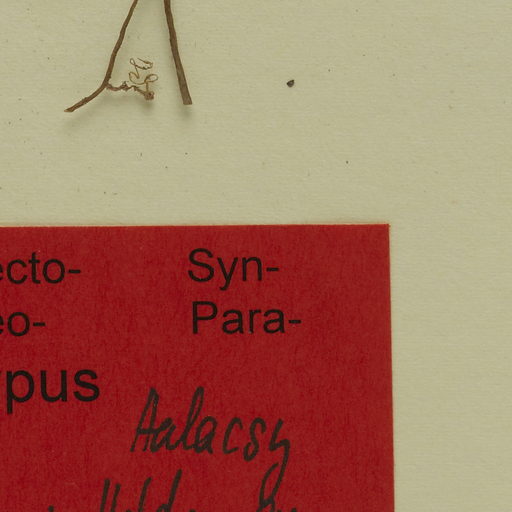 ecto- Syn-
eo- Para-
pus
Aalacsy